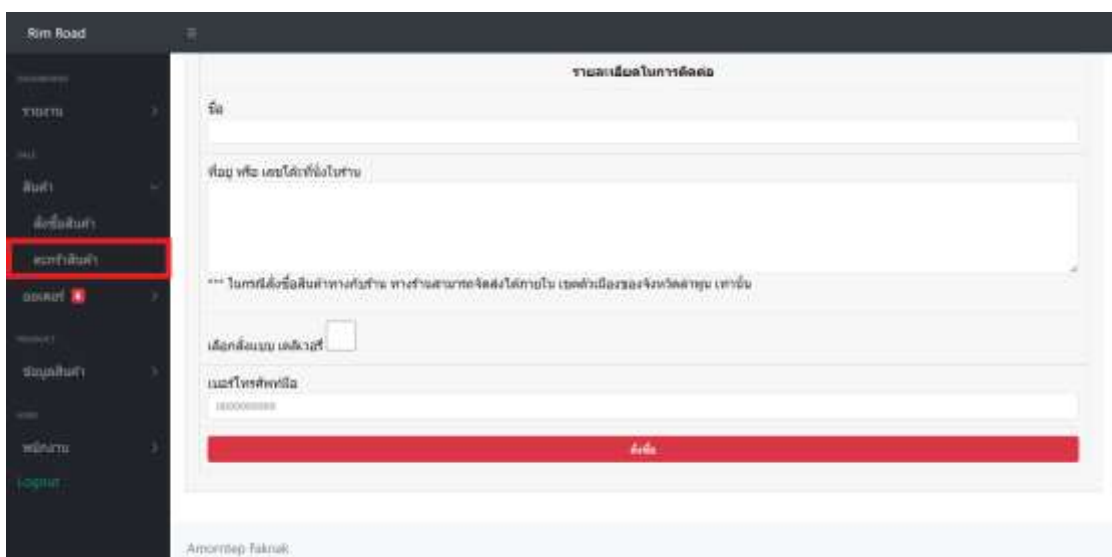 Rim Road
DASHBOARD
รายงาน
SALE
สินค้า
สั่งซื้อสินค้า
ตะกร้าสินค้า
ออเดอร์
PRODUCT
ข้อมูลสินค้า
USER
พนักงาน
Logout
รายละเอียดในการติดต่อ
ชื่อ
ที่อยู่ หรือ เลขโต๊ะที่นั่งในร้าน
*** ในกรณีสั่งซื้อสินค้าทางกับร้าน ทางร้านสามารถจัดส่งได้ภายใน เขตตัวเมืองของจังหวัดลำพูน เท่านั้น
เลือกสั่งแบบ เดลิเวอรี่
เบอร์โทรศัพท์มือ
สั่งซื้อ
Amorntep Faknak